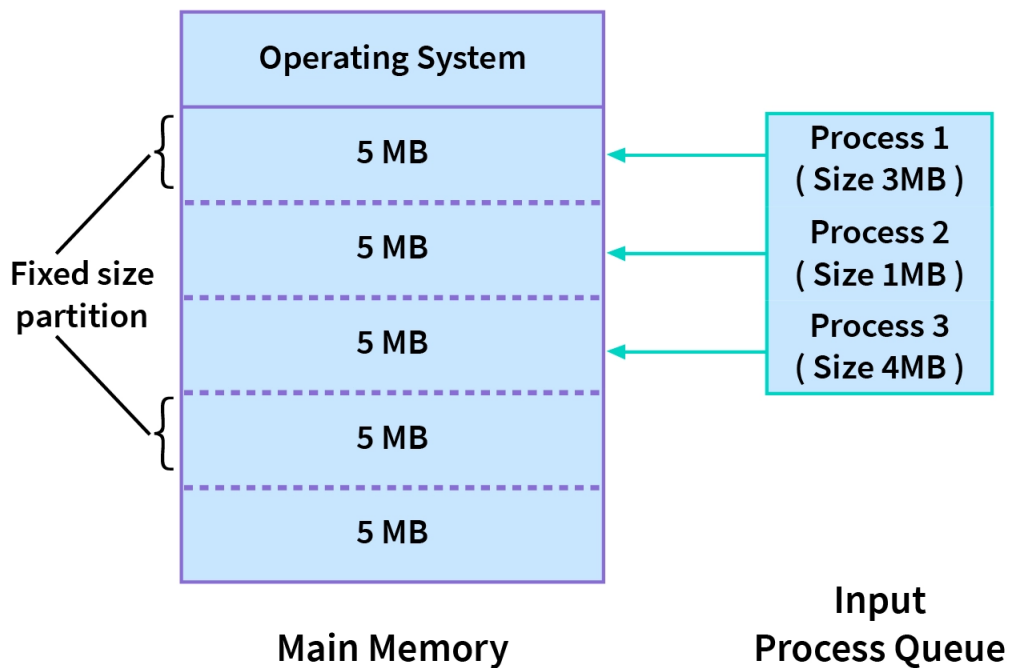 Operating System
5 MB
5 MB
5 MB
5 MB
5 MB
Fixed size
partition
Process 1
( Size 3MB )
Process 2
( Size 1MB )
Process 3
( Size 4MB )
Main Memory
Input
Process Queue